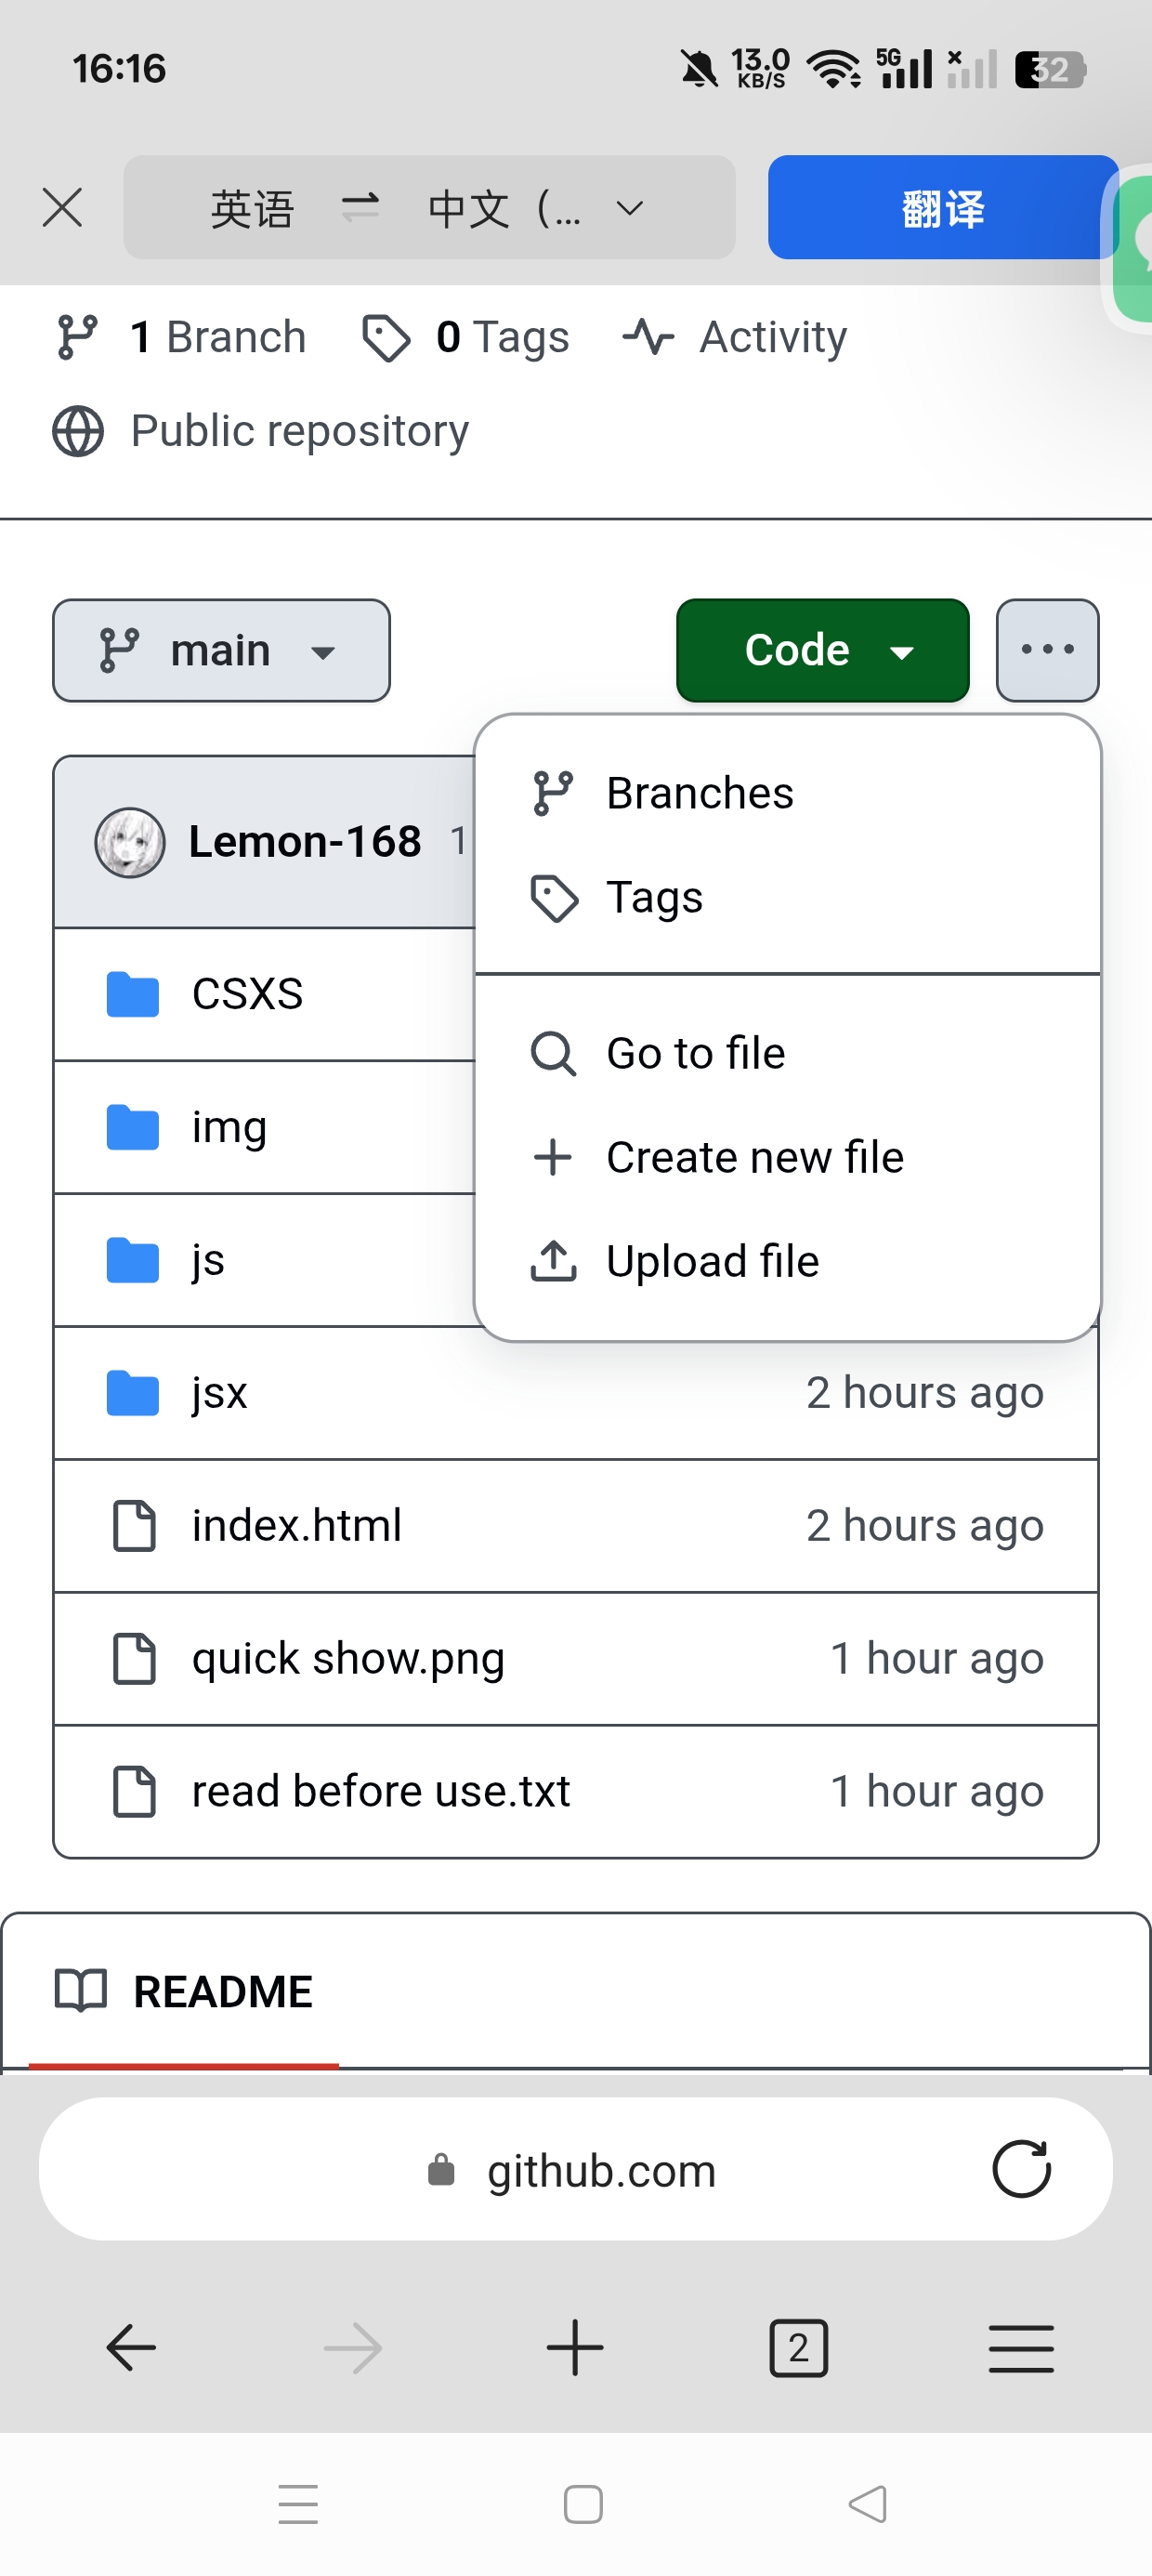 16:16
13.0
KB/S
5G
32
英语
中文（...
翻译
1 Branch
0 Tags
Activity
Public repository
main
Code
Branches
Lemon-168 1
Tags
CSXS
Go to file
img
Create new file
js
Upload file
jsx 2 hours ago
index.html 2 hours ago
quick show.png 1 hour ago
read before use.txt 1 hour ago
README
github.com
2